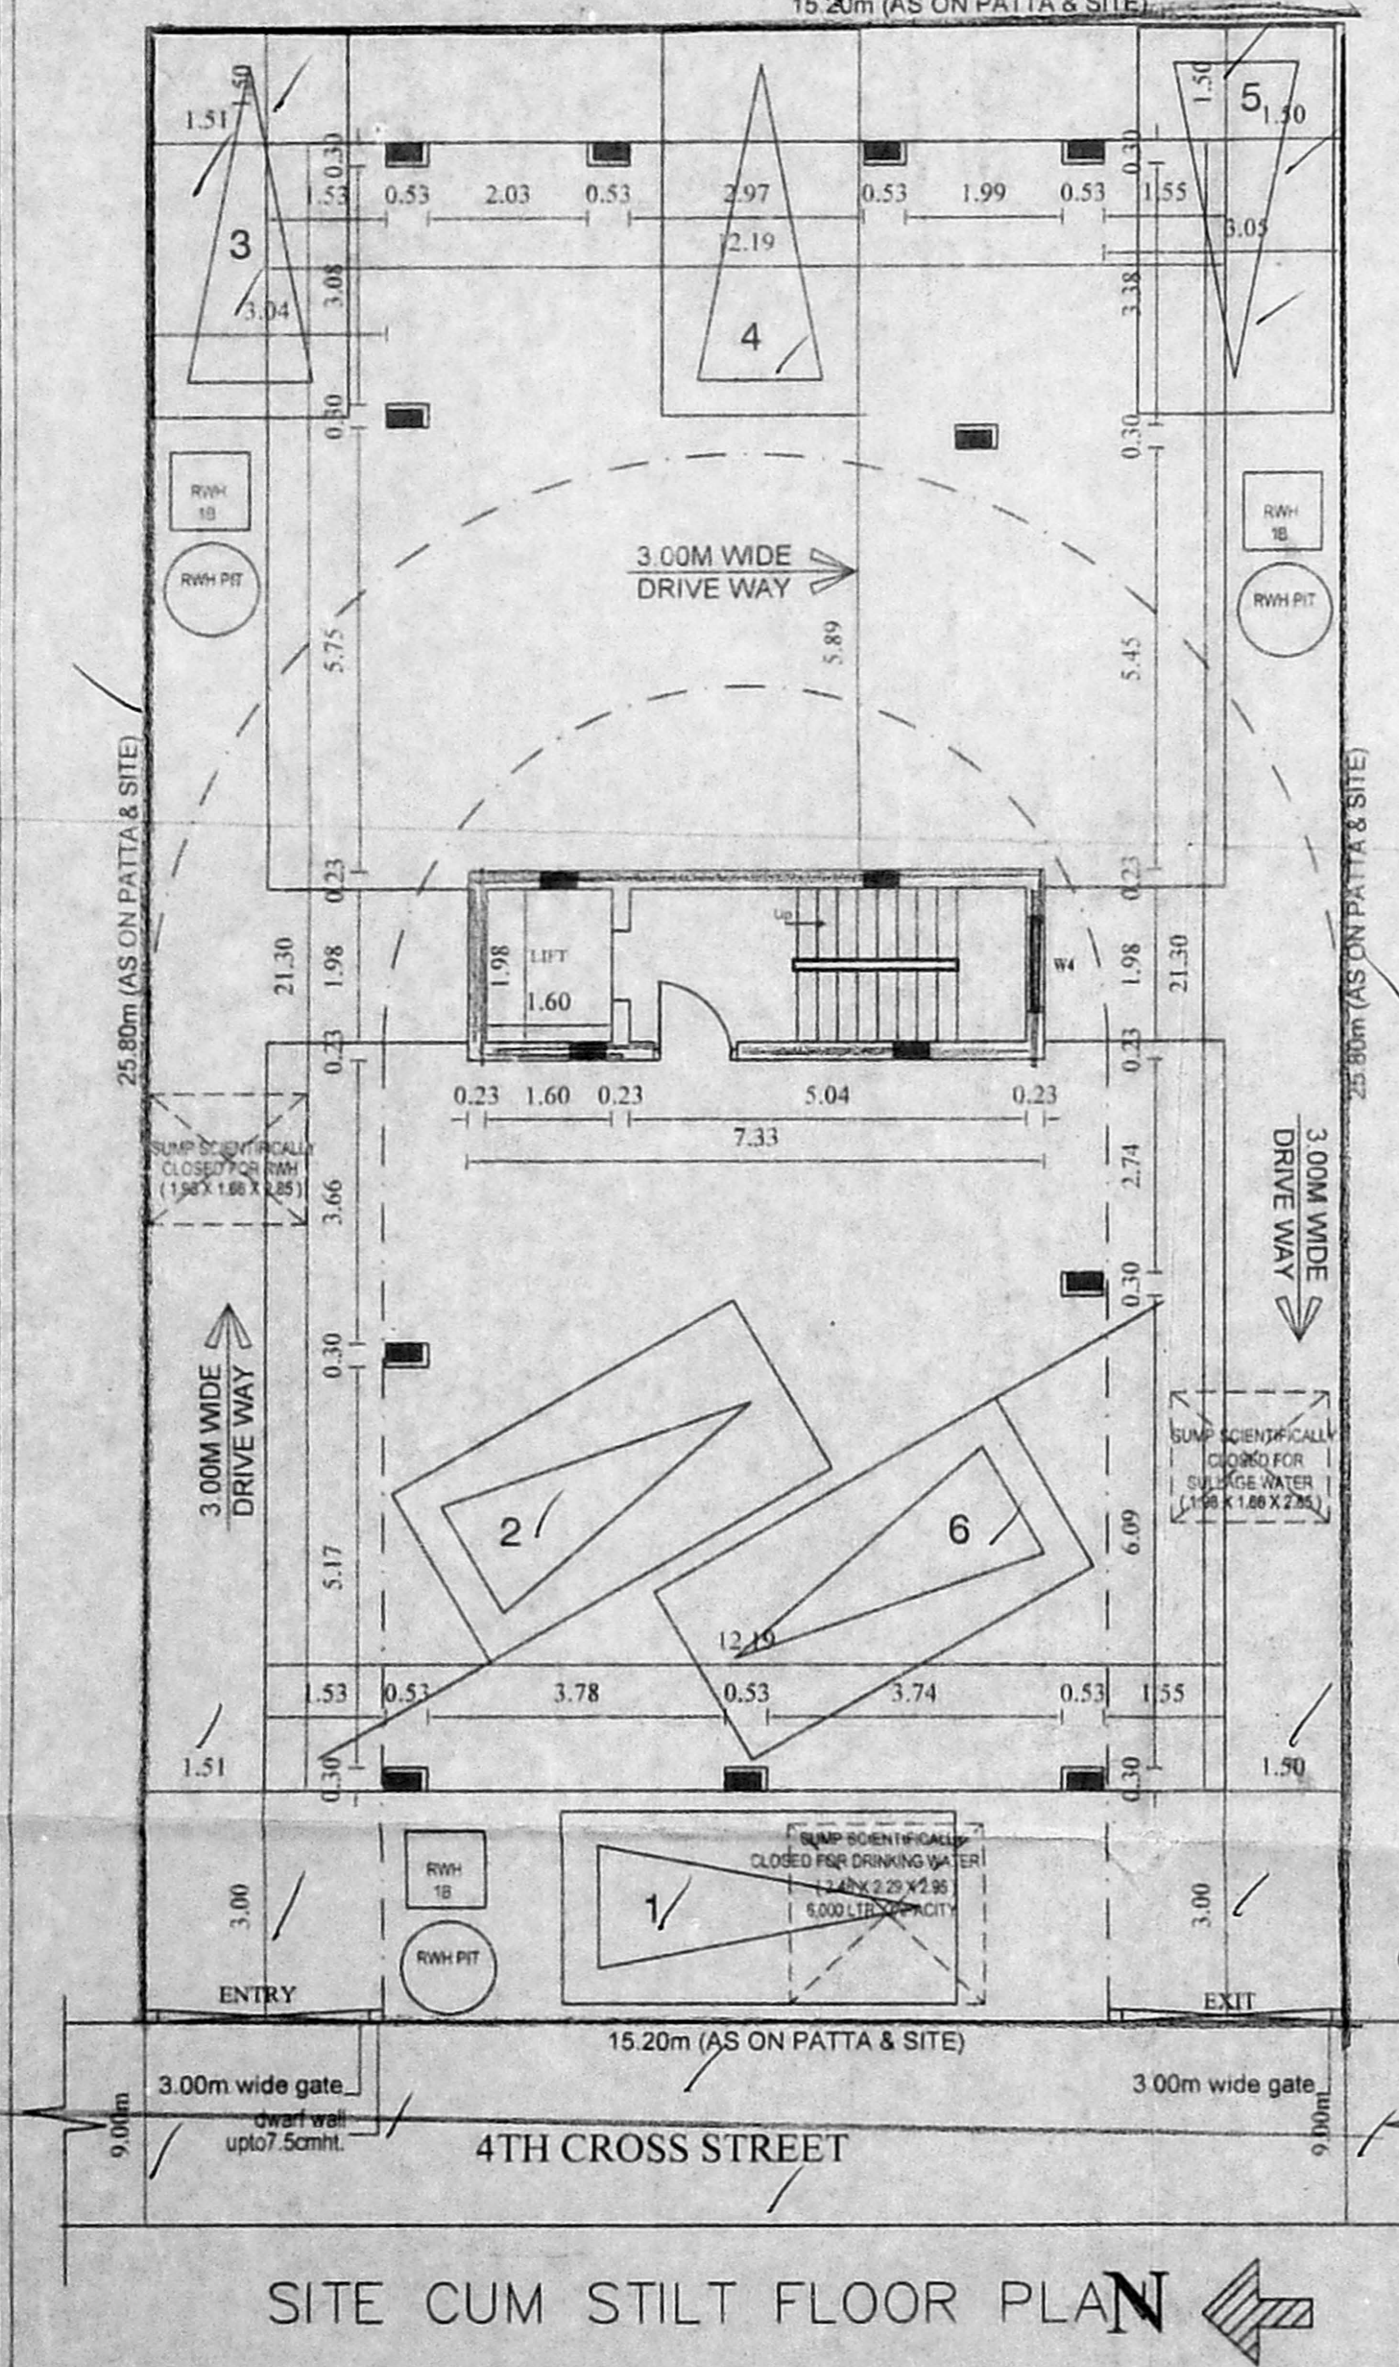 15.20m (AS ON PATTA & SITE)
1.50
1.51
1.50
5
1.50
0.30
0.30
1.53
0.53
2.03
0.53
2.97
0.53
1.99
0.53
1.55
12.19
3.05
3
3.08
3.04
3.38
4
0.30
0.30
RWH
1B
RWH PIT
RWH
1B
RWH PIT
3.00M WIDE
DRIVE WAY
5.75
5.89
5.45
25.80m (AS ON PATTA & SITE)
25.80m (AS ON PATTA & SITE)
0.23
0.23
21.30
1.98
1.98
LIFT
1.60
Up
W4
1.98
21.30
0.23
0.23
0.23
1.60
0.23
5.04
0.23
7.33
SUMP SCIENTIFICALLY
CLOSED FOR RWH
3.66
2.74
3.00M WIDE
DRIVE WAY
0.30
0.30
3.00M WIDE
DRIVE WAY
SUMP SCIENTIFICALLY
CLOSED FOR
SULLAGE WATER
2
6
5.17
6.09
12.19
1.53
0.53
3.78
0.53
3.74
0.53
1.55
1.51
0.30
0.30
1.50
SUMP SCIENTIFICALLY
CLOSED FOR DRINKING WATER
6,000 LTR CAPACITY
RWH
1B
RWH PIT
1
3.00
3.00
ENTRY
EXIT
15.20m (AS ON PATTA & SITE)
3.00m wide gate
3.00m wide gate
dwarf wall
upto7.5cmht.
9.00m
9.00m
4TH CROSS STREET
SITE CUM STILT FLOOR PLAN
N